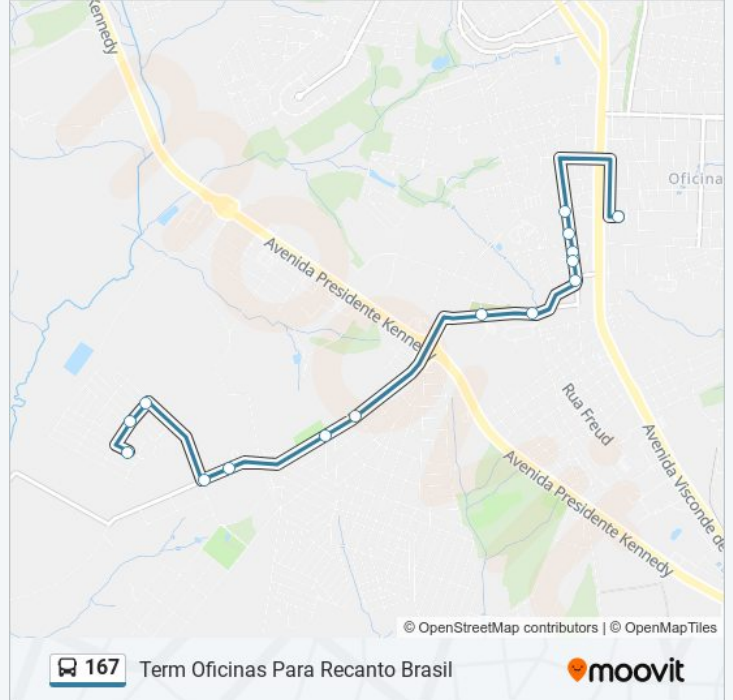 Kennedy
Oficina
Avenida Presidente Kennedy
Rua Freud
Avenida Visconde de
Avenida Presidente Kennedy
© OpenStreetMap contributors | © OpenMapTiles
167 Term Oficinas Para Recanto Brasil
moovit